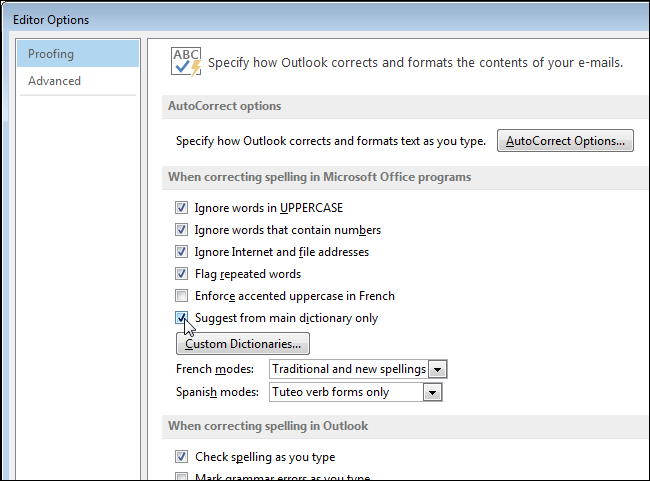 Editor Options
Proofing
Advanced
ABC
Specify how Outlook corrects and formats the contents of your e-mails.
AutoCorrect options
Specify how Outlook corrects and formats text as you type. AutoCorrect Options...
When correcting spelling in Microsoft Office programs
Ignore words in UPPERCASE
Ignore words that contain numbers
Ignore Internet and file addresses
Flag repeated words
Enforce accented uppercase in French
Suggest from main dictionary only
Custom Dictionaries...
French modes: Traditional and new spellings
Spanish modes: Tuteo verb forms only
When correcting spelling in Outlook
Check spelling as you type
Mark grammar errors as you type